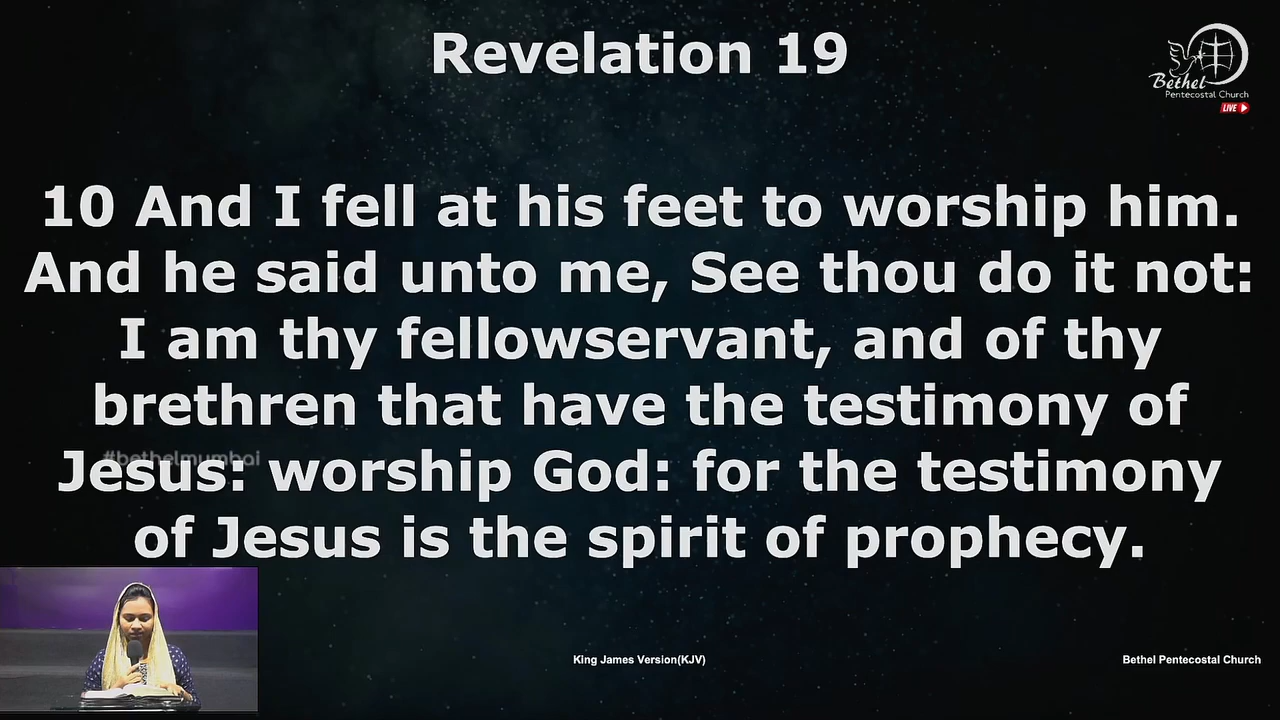 Revelation 19
Bethel
Pentecostal Church
LIVE
10 And I fell at his feet to worship him.
And he said unto me, See thou do it not:
I am thy fellowservant, and of thy
brethren that have the testimony of
#bethelmumbai
Jesus: worship God: for the testimony
of Jesus is the spirit of prophecy.
King James Version(KJV)
Bethel Pentecostal Church